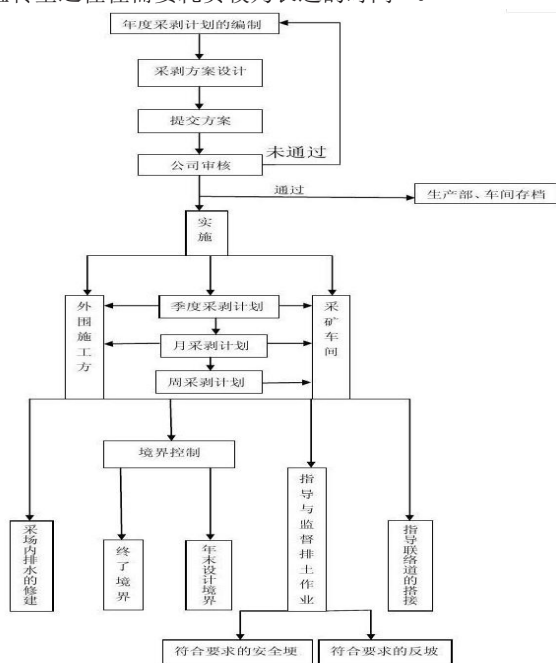 年度采剥计划的编制
采剥方案设计
提交方案
未通过
公司审核
通过
生产部、车间存档
实施
外围施工方
季度采剥计划
采矿车间
月采剥计划
周采剥计划
境界控制
指导与监督排土作业
采场内排水的修建
终了境界
年末设计境界
指导联络道的搭接
符合要求的安全埂
符合要求的反坡